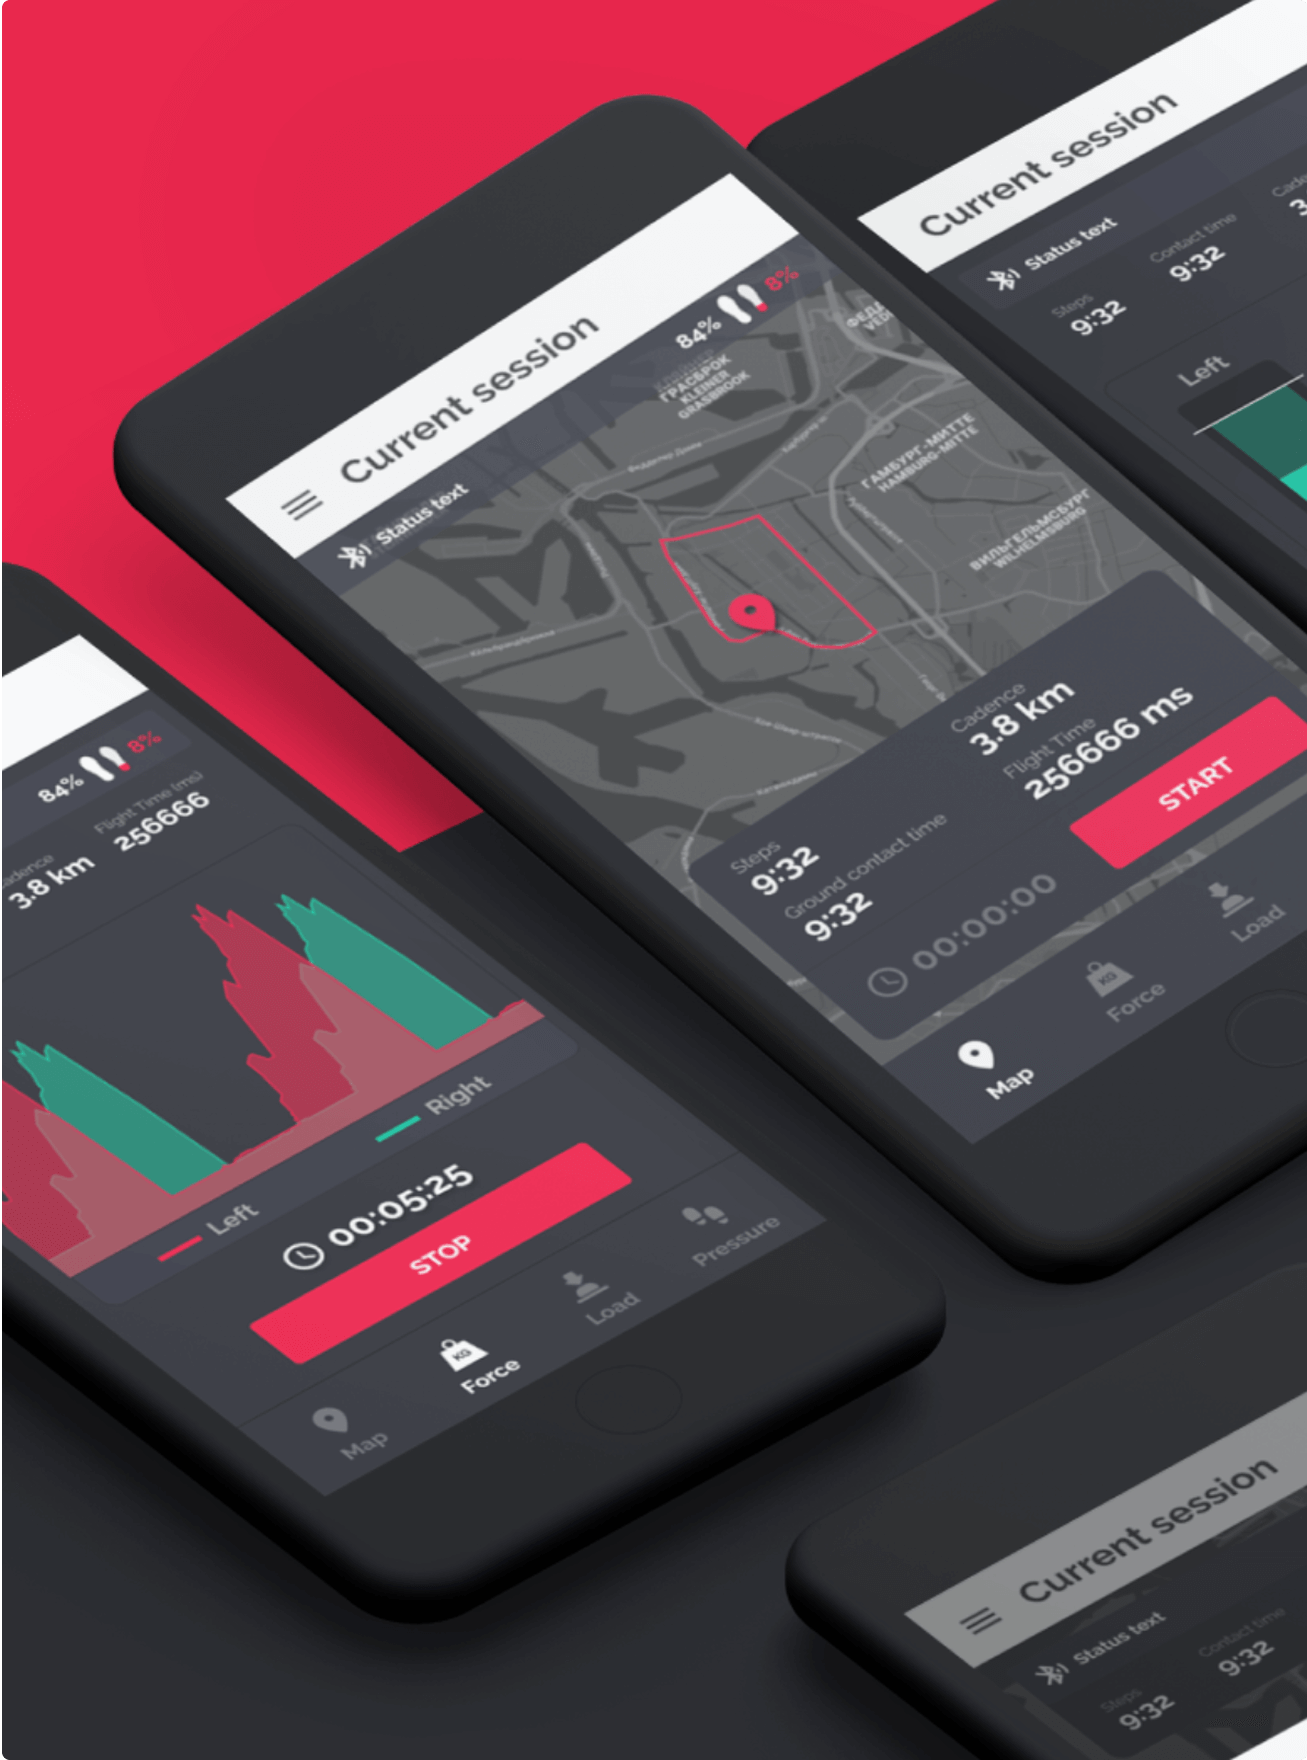 Current session
Status text
84%
8%
ГРАСБРОК
KLEINER
GRASBROOK
ГАМБУРГ-МИТТЕ
HAMBURG-MITTE
ВИЛЬГЕЛЬМСБУРГ
WILHELMSBURG
Cadence
3.8 km
Flight Time
256666 ms
Steps
9:32
Ground contact time
9:32
00:00:00
START
Map
KG
Force
Load
Current session
Status text
Steps
9:32
Contact time
9:32
Left
84%
8%
3.8 km
Flight Time (ms)
256666
Left
Right
00:05:25
STOP
Map
KG
Force
Load
Pressure
Current session
Status text
Steps
9:32
Contact time
9:32